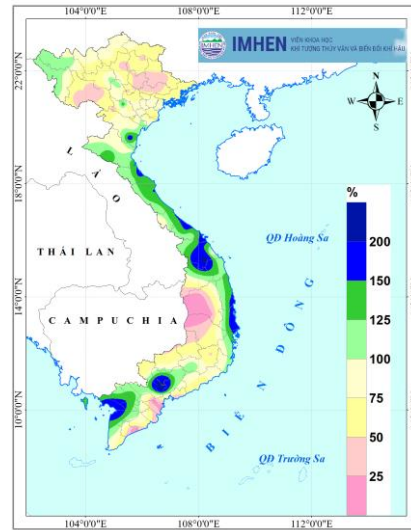 104°0'0"E 108°0'0"E 112°0'0"E
IMHEN
VIỆN KHOA HỌC
KHÍ TƯỢNG THỦY VĂN VÀ BIẾN ĐỔI KHÍ HẬU
22°0'0"N
N
W E
S
18°0'0"N
14°0'0"N
10°0'0"N
LÀO
THÁI LAN
CAMPUCHIA
QĐ Hoàng Sa
BIỂN ĐÔNG
QĐ Trường Sa
%
200
150
125
100
75
50
25
104°0'0"E 108°0'0"E 112°0'0"E